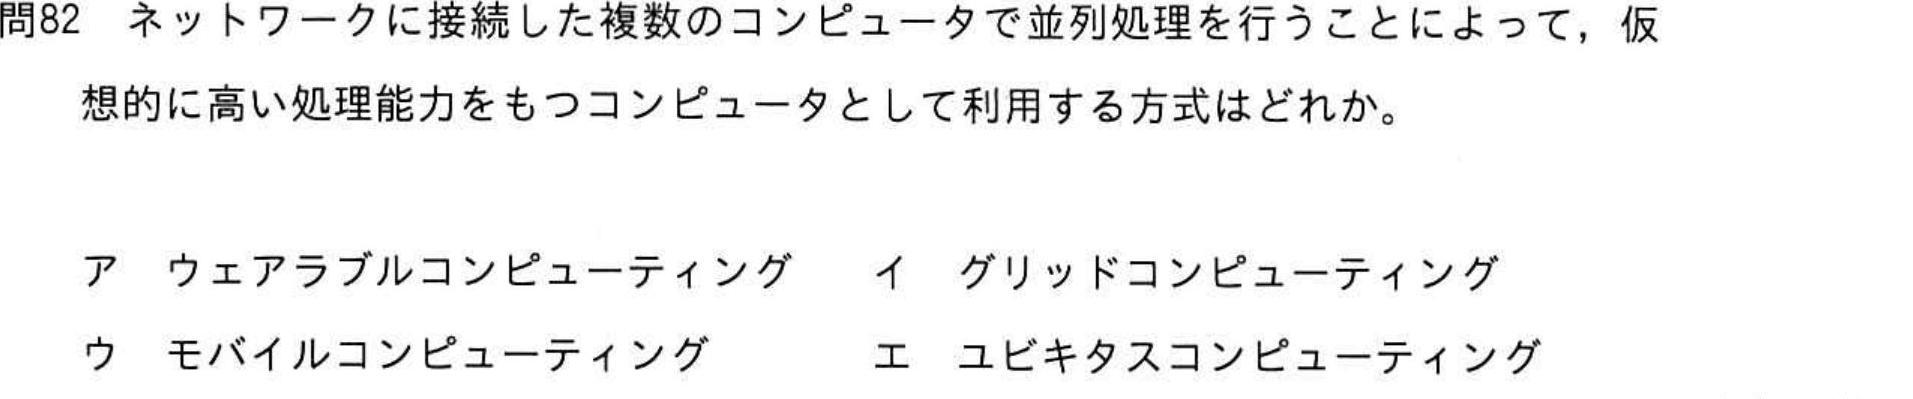 問82 ネットワークに接続した複数のコンピュータで並列処理を行うことによって，仮
想的に高い処理能力をもつコンピュータとして利用する方式はどれか。
ア ウェアラブルコンピューティング イ グリッドコンピューティング
ウ モバイルコンピューティング エ ユビキタスコンピューティング